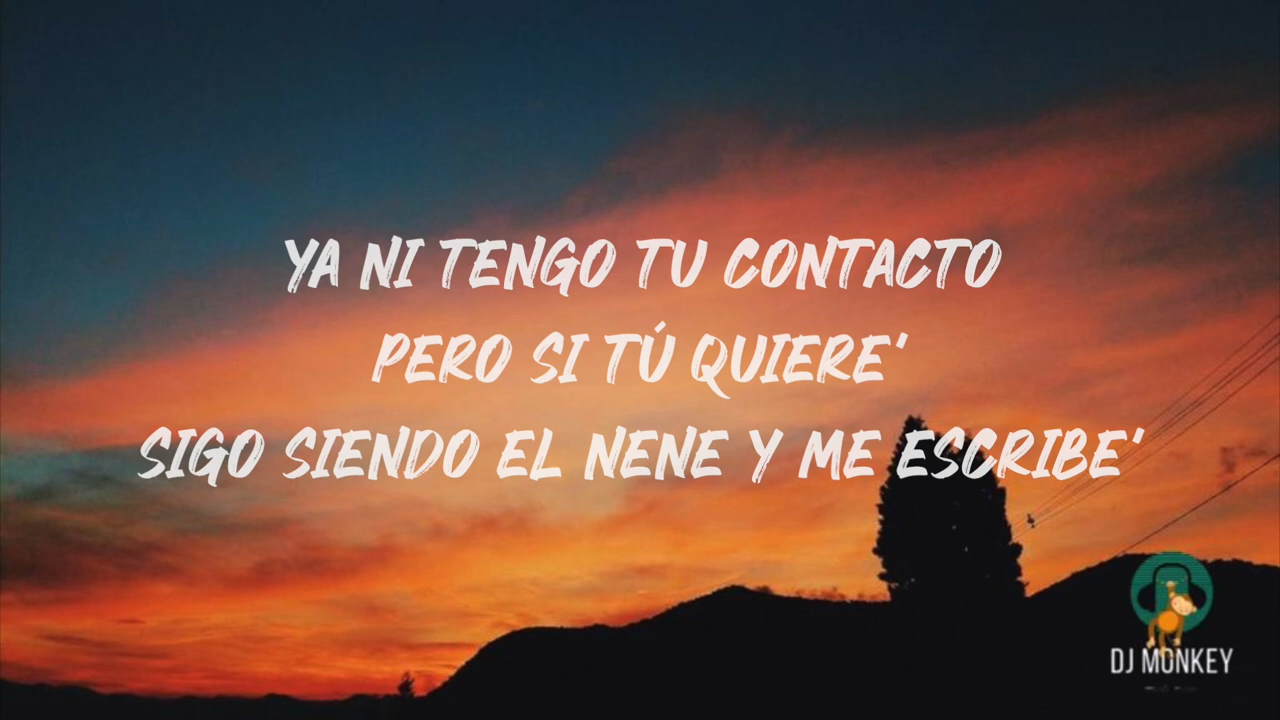 YA NI TENGO TU CONTACTO
PERO SI TÚ QUIERE'
SIGO SIENDO EL NENE Y ME ESCRIBE'
DJ MONKEY